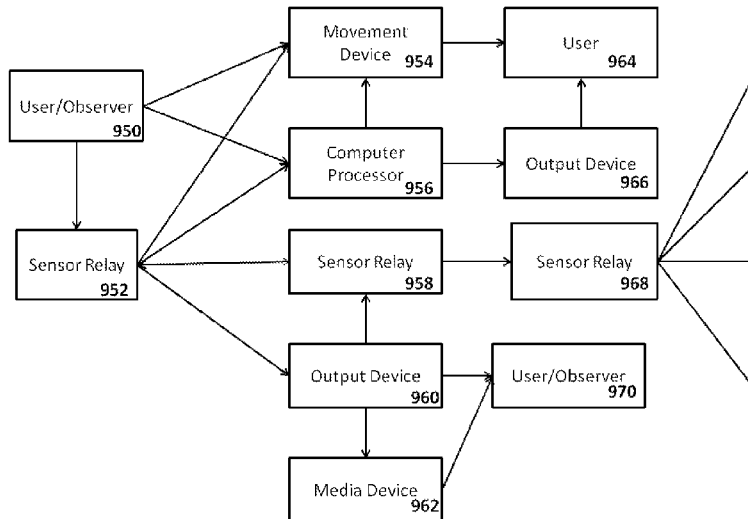 Movement
Device
954
User
964
User/Observer
950
Computer
Processor
956
Output Device
966
Sensor Relay
952
Sensor Relay
958
Sensor Relay
968
Output Device
960
User/Observer
970
Media Device
962